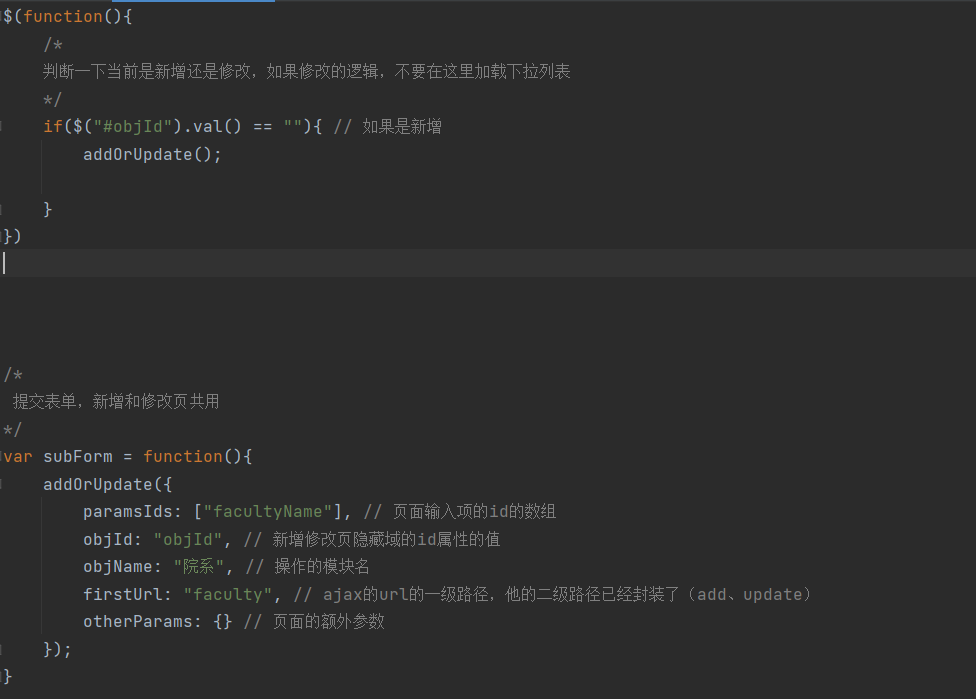 $(function(){
    /*
    判断一下当前是新增还是修改，如果修改的逻辑，不要在这里加载下拉列表
    */
    if($("#objId").val() == ""){ // 如果是新增
        addOrUpdate();
    }
})
/*
 提交表单，新增和修改页共用
*/
var subForm = function(){
    addOrUpdate({
        paramsIds: ["facultyName"], // 页面输入项的id的数组
        objId: "objId", // 新增修改页隐藏域的id属性的值
        objName: "院系", // 操作的模块名
        firstUrl: "faculty", // ajax的url的一级路径，他的二级路径已经封装了（add、update）
        otherParams: {} // 页面的额外参数
    });
}